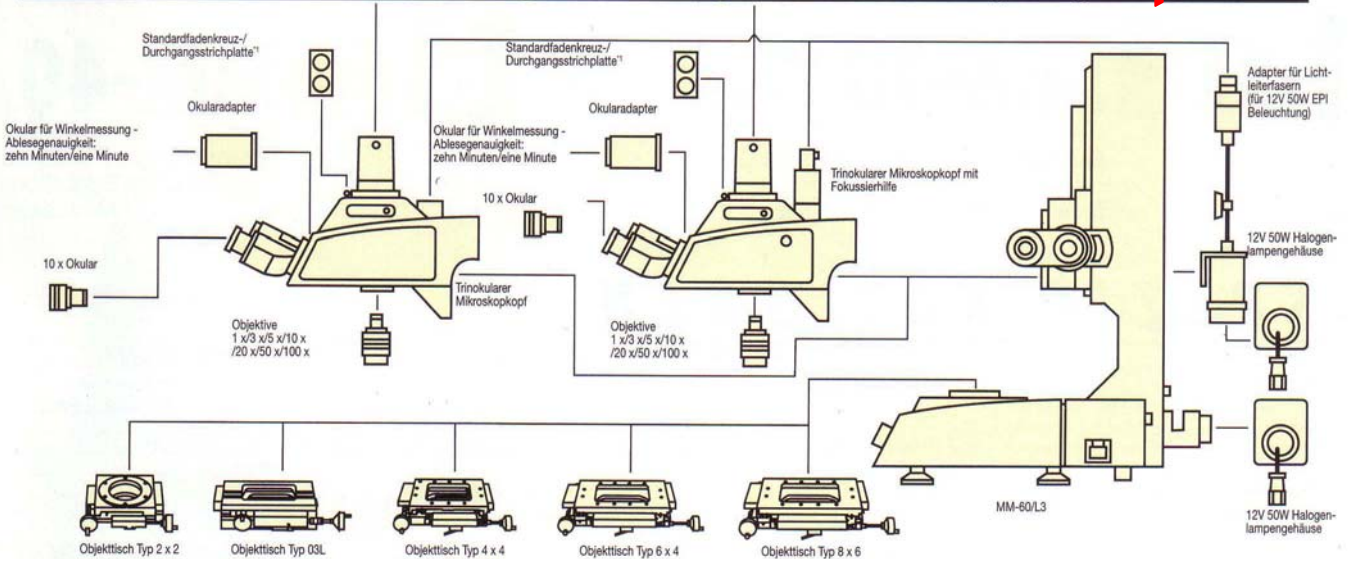 Standardfadenkreuz-/
Durchgangsstrichplatte*1
Okularadapter
Okular für Winkelmessung -
Ablesegenauigkeit:
zehn Minuten/eine Minute
10 x Okular
Trinokularer
Mikroskopkopf
Objektive
1 x/3 x/5 x/10 x
/20 x/50 x/100 x
Standardfadenkreuz-/
Durchgangsstrichplatte*1
Okularadapter
Okular für Winkelmessung -
Ablesegenauigkeit:
zehn Minuten/eine Minute
10 x Okular
Trinokularer Mikroskopkopf mit
Fokussierhilfe
Objektive
1 x/3 x/5 x/10 x
/20 x/50 x/100 x
Adapter für Licht-
leiterfasern
(für 12V 50W EPI
Beleuchtung)
12V 50W Halogen-
lampengehäuse
MM-60/L3
12V 50W Halogen-
lampengehäuse
Objekttisch Typ 2 x 2
Objekttisch Typ 03L
Objekttisch Typ 4 x 4
Objekttisch Typ 6 x 4
Objekttisch Typ 8 x 6